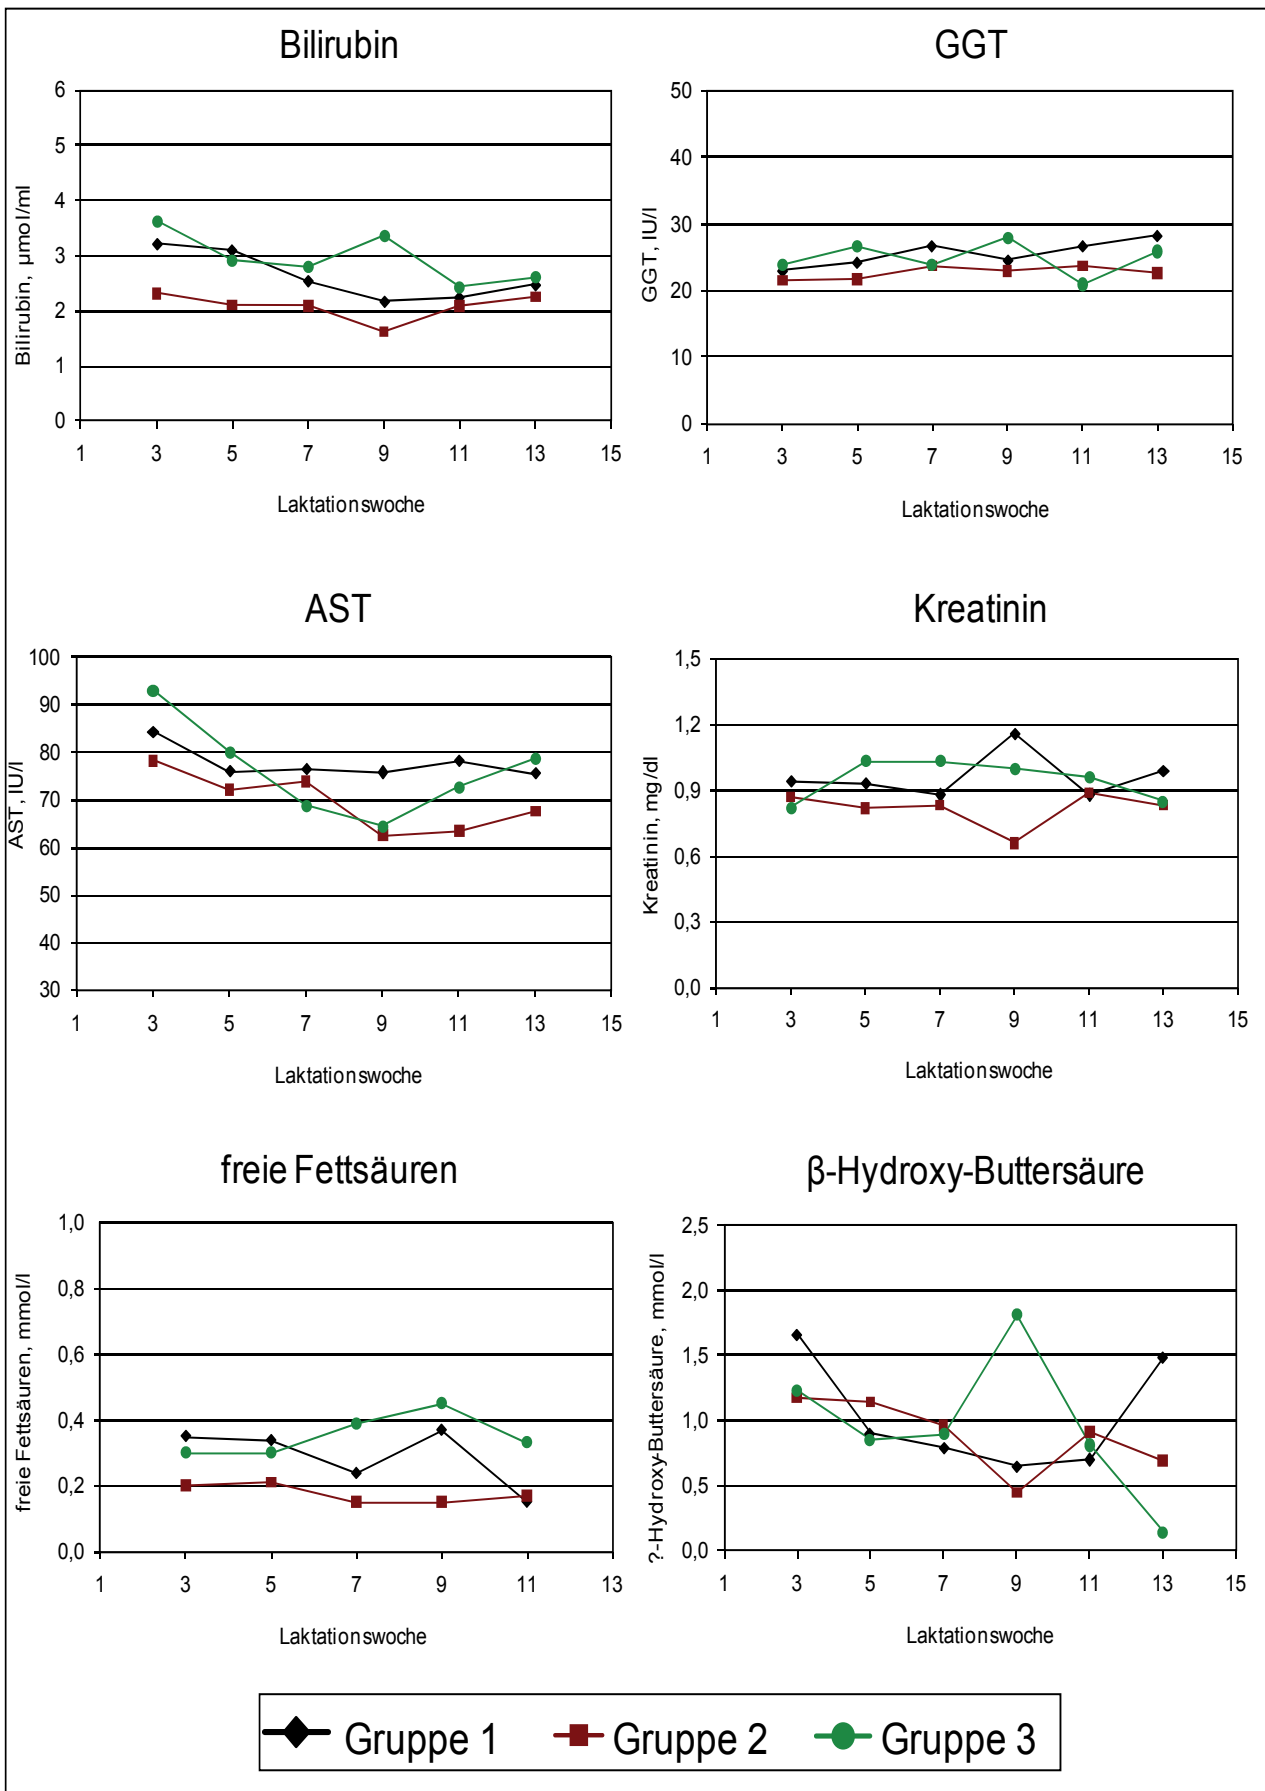 Bilirubin
Bilirubin, µmol/ml
6
5
4
3
2
1
0
1 3 5 7 9 11 13 15
Laktationswoche
GGT
GGT, IU/l
50
40
30
20
10
0
1 3 5 7 9 11 13 15
Laktationswoche
AST
AST, IU/l
100
90
80
70
60
50
40
30
1 3 5 7 9 11 13 15
Laktationswoche
Kreatinin
Kreatinin, mg/dl
1,5
1,2
0,9
0,6
0,3
0,0
1 3 5 7 9 11 13 15
Laktationswoche
freie Fettsäuren
freie Fettsäuren, mmol/l
1,0
0,8
0,6
0,4
0,2
0,0
1 3 5 7 9 11 13
Laktationswoche
β-Hydroxy-Buttersäure
?-Hydroxy-Buttersäure, mmol/l
2,5
2,0
1,5
1,0
0,5
0,0
1 3 5 7 9 11 13 15
Laktationswoche
Gruppe 1 Gruppe 2 Gruppe 3